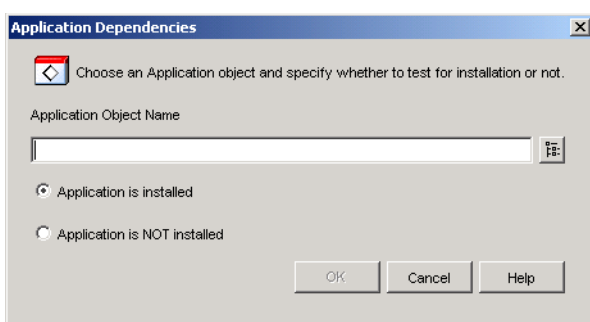 Application Dependencies
Choose an Application object and specify whether to test for installation or not.
Application Object Name
Application is installed
Application is NOT installed
OK Cancel Help